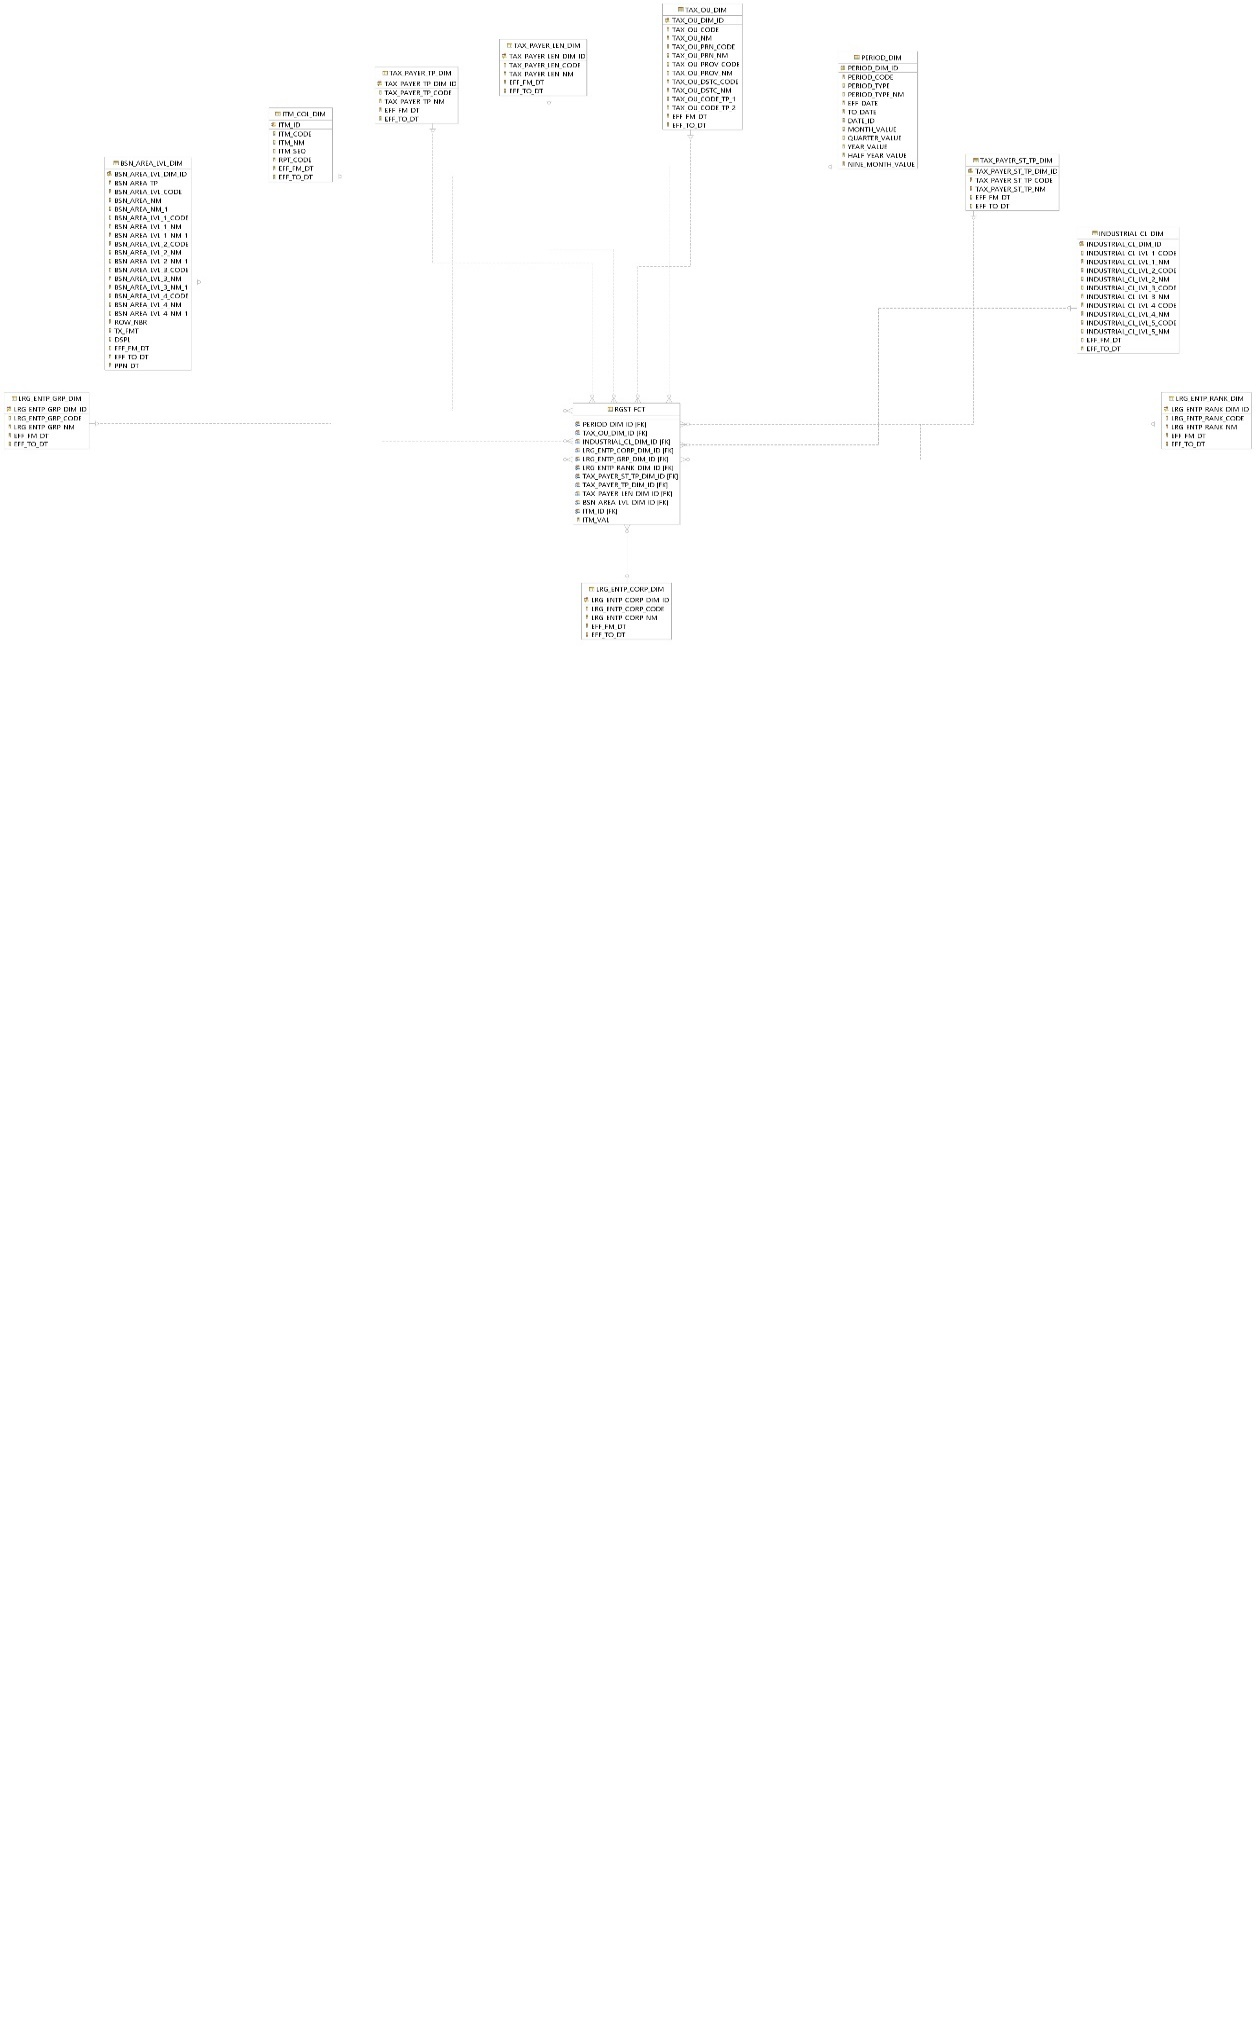 TAX_OU_DIM
TAX_OU_DIM_ID
TAX_OU_CODE
TAX_OU_NM
TAX_OU_PRN_CODE
TAX_OU_PRN_NM
TAX_OU_PROV_CODE
TAX_OU_PROV_NM
TAX_OU_DSTC_CODE
TAX_OU_DSTC_NM
TAX_OU_CODE_TP_1
TAX_OU_CODE_TP_2
EFF_FM_DT
EFF_TO_DT
TAX_PAYER_LEN_DIM
TAX_PAYER_LEN_DIM_ID
TAX_PAYER_LEN_CODE
TAX_PAYER_LEN_NM
EFF_FM_DT
EFF_TO_DT
PERIOD_DIM
PERIOD_DIM_ID
PERIOD_CODE
PERIOD_TYPE
PERIOD_TYPE_NM
EFF_DATE
TO_DATE
DATE_ID
MONTH_VALUE
QUARTER_VALUE
YEAR_VALUE
HALF_YEAR_VALUE
NINE_MONTH_VALUE
TAX_PAYER_TP_DIM
TAX_PAYER_TP_DIM_ID
TAX_PAYER_TP_CODE
TAX_PAYER_TP_NM
EFF_FM_DT
EFF_TO_DT
ITM_COL_DIM
ITM_ID
ITM_CODE
ITM_NM
ITM_SEQ
RPT_CODE
EFF_FM_DT
EFF_TO_DT
BSN_AREA_LVL_DIM
BSN_AREA_LVL_DIM_ID
BSN_AREA_TP
BSN_AREA_LVL_CODE
BSN_AREA_NM
BSN_AREA_NM_1
BSN_AREA_LVL_1_CODE
BSN_AREA_LVL_1_NM
BSN_AREA_LVL_1_NM_1
BSN_AREA_LVL_2_CODE
BSN_AREA_LVL_2_NM
BSN_AREA_LVL_2_NM_1
BSN_AREA_LVL_3_CODE
BSN_AREA_LVL_3_NM
BSN_AREA_LVL_3_NM_1
BSN_AREA_LVL_4_CODE
BSN_AREA_LVL_4_NM
BSN_AREA_LVL_4_NM_1
ROW_NBR
TX_FMT
DSPL
EFF_FM_DT
EFF_TO_DT
PPN_DT
TAX_PAYER_ST_TP_DIM
TAX_PAYER_ST_TP_DIM_ID
TAX_PAYER_ST_TP_CODE
TAX_PAYER_ST_TP_NM
EFF_FM_DT
EFF_TO_DT
INDUSTRIAL_CL_DIM
INDUSTRIAL_CL_DIM_ID
INDUSTRIAL_CL_LVL_1_CODE
INDUSTRIAL_CL_LVL_1_NM
INDUSTRIAL_CL_LVL_2_CODE
INDUSTRIAL_CL_LVL_2_NM
INDUSTRIAL_CL_LVL_3_CODE
INDUSTRIAL_CL_LVL_3_NM
INDUSTRIAL_CL_LVL_4_CODE
INDUSTRIAL_CL_LVL_4_NM
INDUSTRIAL_CL_LVL_5_CODE
INDUSTRIAL_CL_LVL_5_NM
EFF_FM_DT
EFF_TO_DT
LRG_ENTP_GRP_DIM
LRG_ENTP_GRP_DIM_ID
LRG_ENTP_GRP_CODE
LRG_ENTP_GRP_NM
EFF_FM_DT
EFF_TO_DT
RGST_FCT
PERIOD_DIM_ID [FK]
TAX_OU_DIM_ID [FK]
INDUSTRIAL_CL_DIM_ID [FK]
LRG_ENTP_CORP_DIM_ID [FK]
LRG_ENTP_GRP_DIM_ID [FK]
LRG_ENTP_RANK_DIM_ID [FK]
TAX_PAYER_ST_TP_DIM_ID [FK]
TAX_PAYER_TP_DIM_ID [FK]
TAX_PAYER_LEN_DIM_ID [FK]
BSN_AREA_LVL_DIM_ID [FK]
ITM_ID [FK]
ITM_VAL
LRG_ENTP_RANK_DIM
LRG_ENTP_RANK_DIM_ID
LRG_ENTP_RANK_CODE
LRG_ENTP_RANK_NM
EFF_FM_DT
EFF_TO_DT
LRG_ENTP_CORP_DIM
LRG_ENTP_CORP_DIM_ID
LRG_ENTP_CORP_CODE
LRG_ENTP_CORP_NM
EFF_FM_DT
EFF_TO_DT